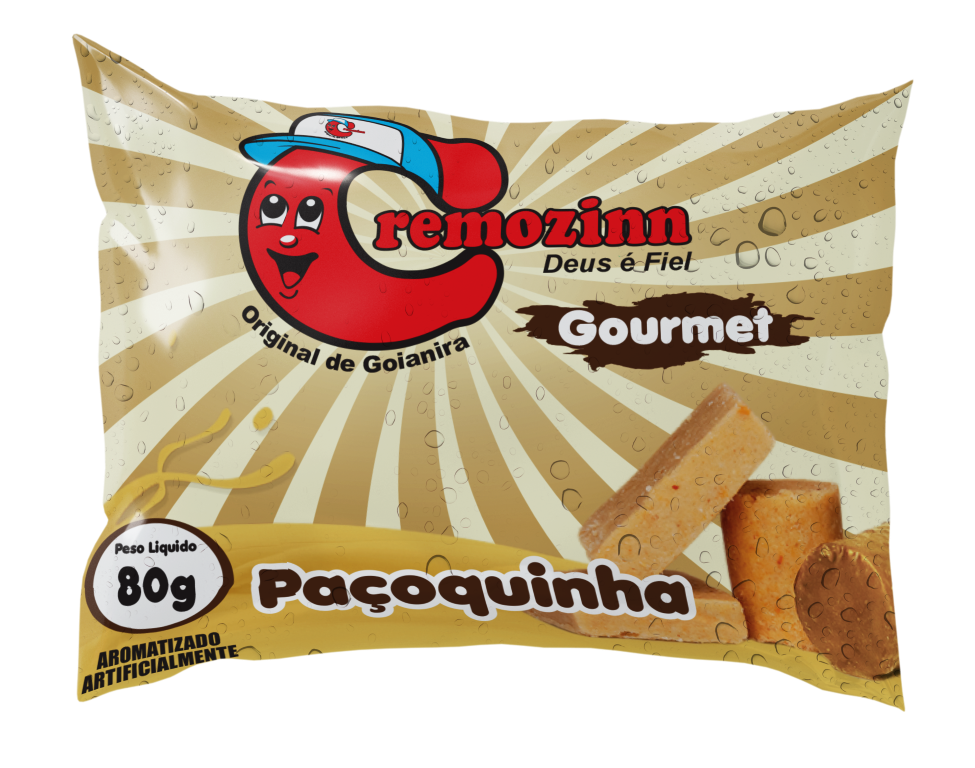 Cremozinn
Deus é Fiel
Original de Goianira
Gourmet
Peso Liquido
80g
Paçoquinha
AROMATIZADO
ARTIFICIALMENTE